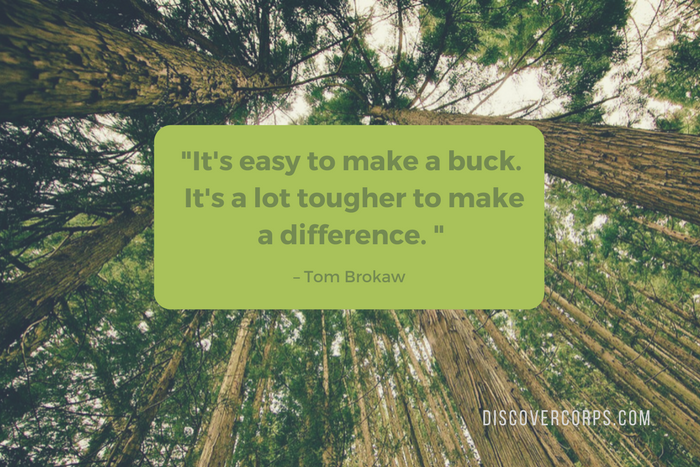 "It's easy to make a buck.
It's a lot tougher to make
a difference. "
– Tom Brokaw
DISCOVERCORPS.COM